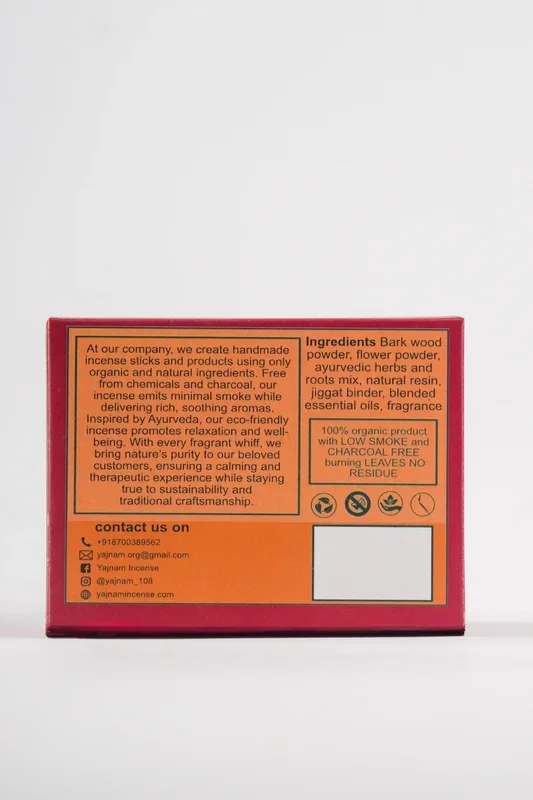 At our company, we create handmade
incense sticks and products using only
organic and natural ingredients. Free
from chemicals and charcoal, our
incense emits minimal smoke while
delivering rich, soothing aromas.
Inspired by Ayurveda, our eco-friendly
incense promotes relaxation and well-
being. With every fragrant whiff, we
bring nature's purity to our beloved
customers, ensuring a calming and
therapeutic experience while staying
true to sustainability and
traditional craftsmanship..
Ingredients Bark wood
powder, flower powder,
ayurvedic herbs and
roots mix, natural resin,
jiggat binder, blended
essential oils, fragrance
100% organic product
with LOW SMOKE and
CHARCOAL FREE
burning LEAVES NO
RESIDUE
contact us on
+918700389562
yajnam.org@gmail.com
Yajnam Incense
@yajnam_108
yajnamincense.com